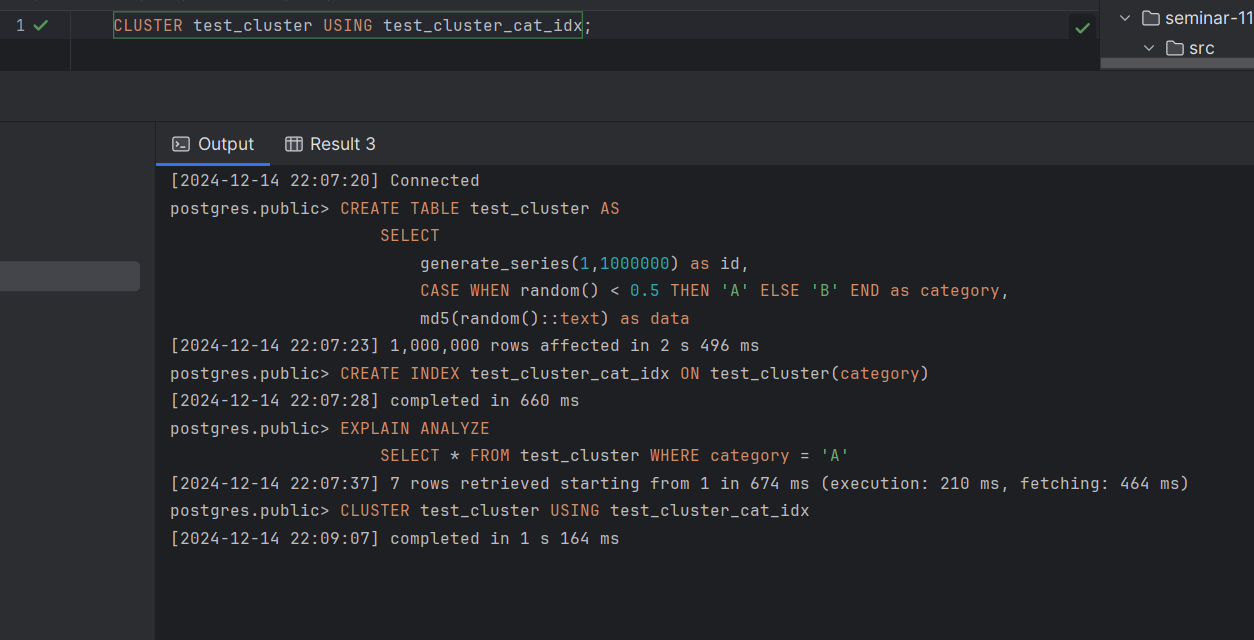 1 CLUSTER test_cluster USING test_cluster_cat_idx;
seminar-11
src
Output Result 3
[2024-12-14 22:07:20] Connected
postgres.public> CREATE TABLE test_cluster AS
SELECT
generate_series(1,1000000) as id,
CASE WHEN random() < 0.5 THEN 'A' ELSE 'B' END as category,
md5(random()::text) as data
[2024-12-14 22:07:23] 1,000,000 rows affected in 2 s 496 ms
postgres.public> CREATE INDEX test_cluster_cat_idx ON test_cluster(category)
[2024-12-14 22:07:28] completed in 660 ms
postgres.public> EXPLAIN ANALYZE
SELECT * FROM test_cluster WHERE category = 'A'
[2024-12-14 22:07:37] 7 rows retrieved starting from 1 in 674 ms (execution: 210 ms, fetching: 464 ms)
postgres.public> CLUSTER test_cluster USING test_cluster_cat_idx
[2024-12-14 22:09:07] completed in 1 s 164 ms